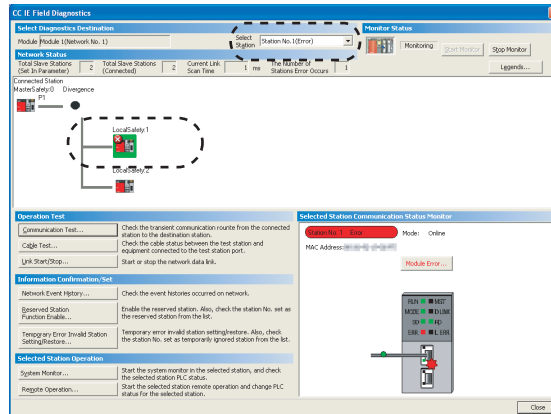 CC IE Field Diagnostics
Select Diagnostics Destination
Module Module 1(Network No. 1)
Select Station Station No.1(Error)
Monitor Status
Monitoring Start Monitor Stop Monitor
Network Status
Total Slave Stations (Set In Parameter) 2 Total Slave Stations (Connected) 2 Current Link Scan Time 1 ms The Number of Stations Error Occurs 1
Legends...
Connected Station
MasterSafety:0 Divergence
P1
LocalSafety:1
LocalSafety:2
Operation Test
Communication Test... Check the transient communication rounte from the connected station to the destination station.
Cable Test... Check the cable status between the test station and equipment connected to the test station port.
Link Start/Stop... Start or stop the network data link.
Information Confirmation/Set
Network Event History... Check the event histories occurred on network.
Reserved Station Function Enable... Enable the reserved station. Also, check the station No. set as the reserved station from the list.
Temporary Error Invalid Station Setting/Restore... Temporary error invalid station setting/restore. Also, check the station No. set as temporarily ignored station from the list.
Selected Station Operation
System Monitor... Start the system monitor in the selected station, and check the selected station PLC status.
Remote Operation... Start the selected station remote operation and change PLC status for the selected station.
Selected Station Communication Status Monitor
Station No. 1 Error Mode: Online
MAC Address:
Module Error...
RUN MST
MODE D LINK
SD RD
ERR L ERR
Close